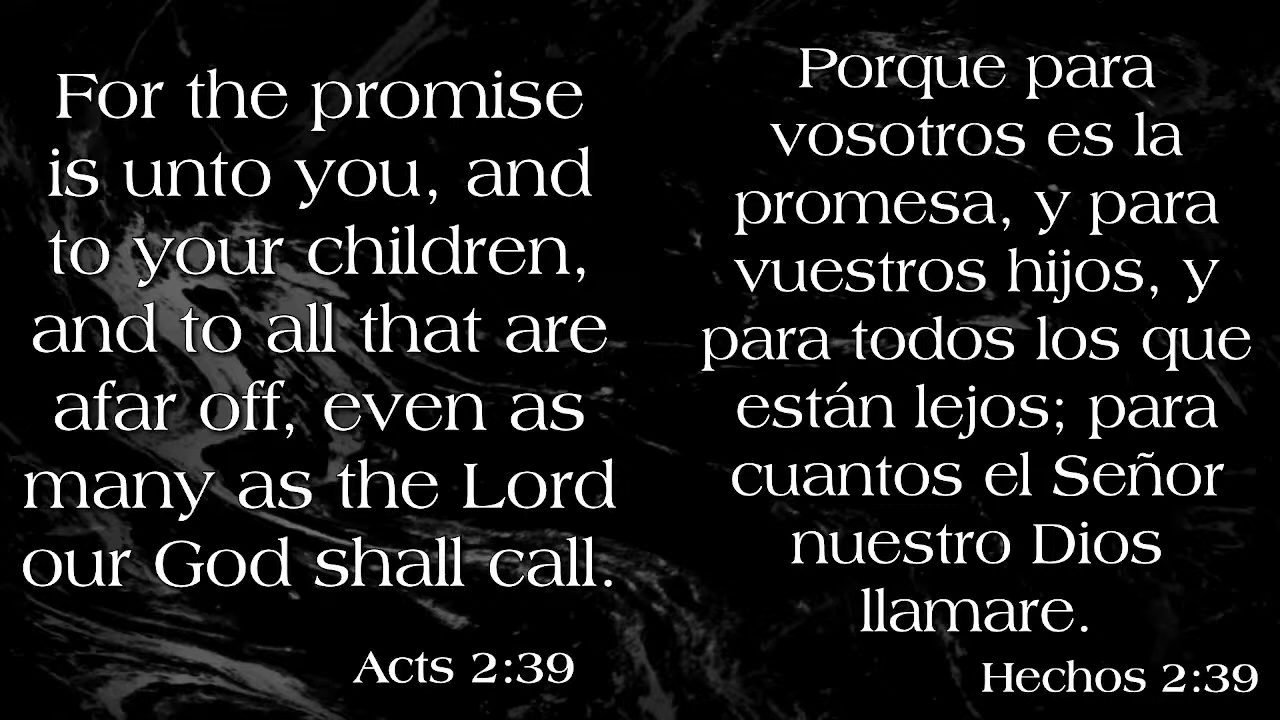 For the promise
is unto you, and
to your children,
and to all that are
afar off, even as
many as the Lord
our God shall call.
Acts 2:39
Porque para
vosotros es la
promesa, y para
vuestros hijos, y
para todos los que
están lejos; para
cuantos el Señor
nuestro Dios
llamare.
Hechos 2:39